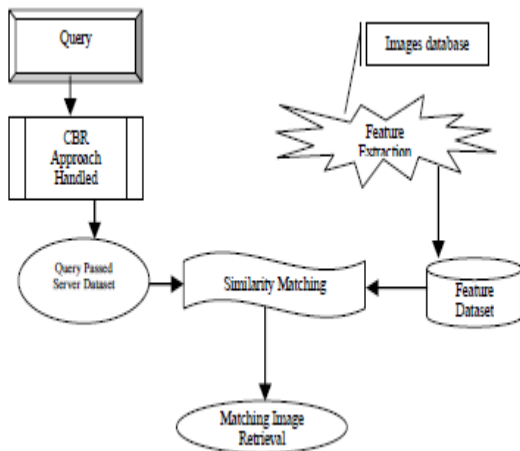 Query
Images database
CBR
Approach
Handled
Feature
Extraction
Query Passed
Server Dataset
Similarity Matching
Feature
Dataset
Matching Image
Retrieval